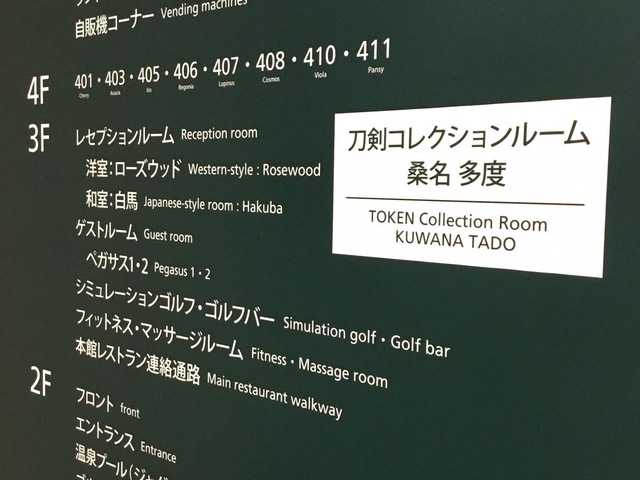 自販機コーナー Vending machines
4F 401・403・405・406・407・408・410・411
Cherry Acacia Iris Begonia Lupinus Cosmos Viola Pansy
3F レセプションルーム Reception room
洋室:ローズウッド Western-style : Rosewood
和室:白馬 Japanese-style room : Hakuba
ゲストルーム Guest room
ペガサス1・2 Pegasus 1・2
シミュレーションゴルフ・ゴルフバー Simulation golf・Golf bar
フィットネス・マッサージルーム Fitness・Massage room
本館レストラン連絡通路 Main restaurant walkway
2F フロント front
エントランス Entrance
温泉プール(ジャグ
刀剣コレクションルーム
桑名 多度
TOKEN Collection Room
KUWANA TADO